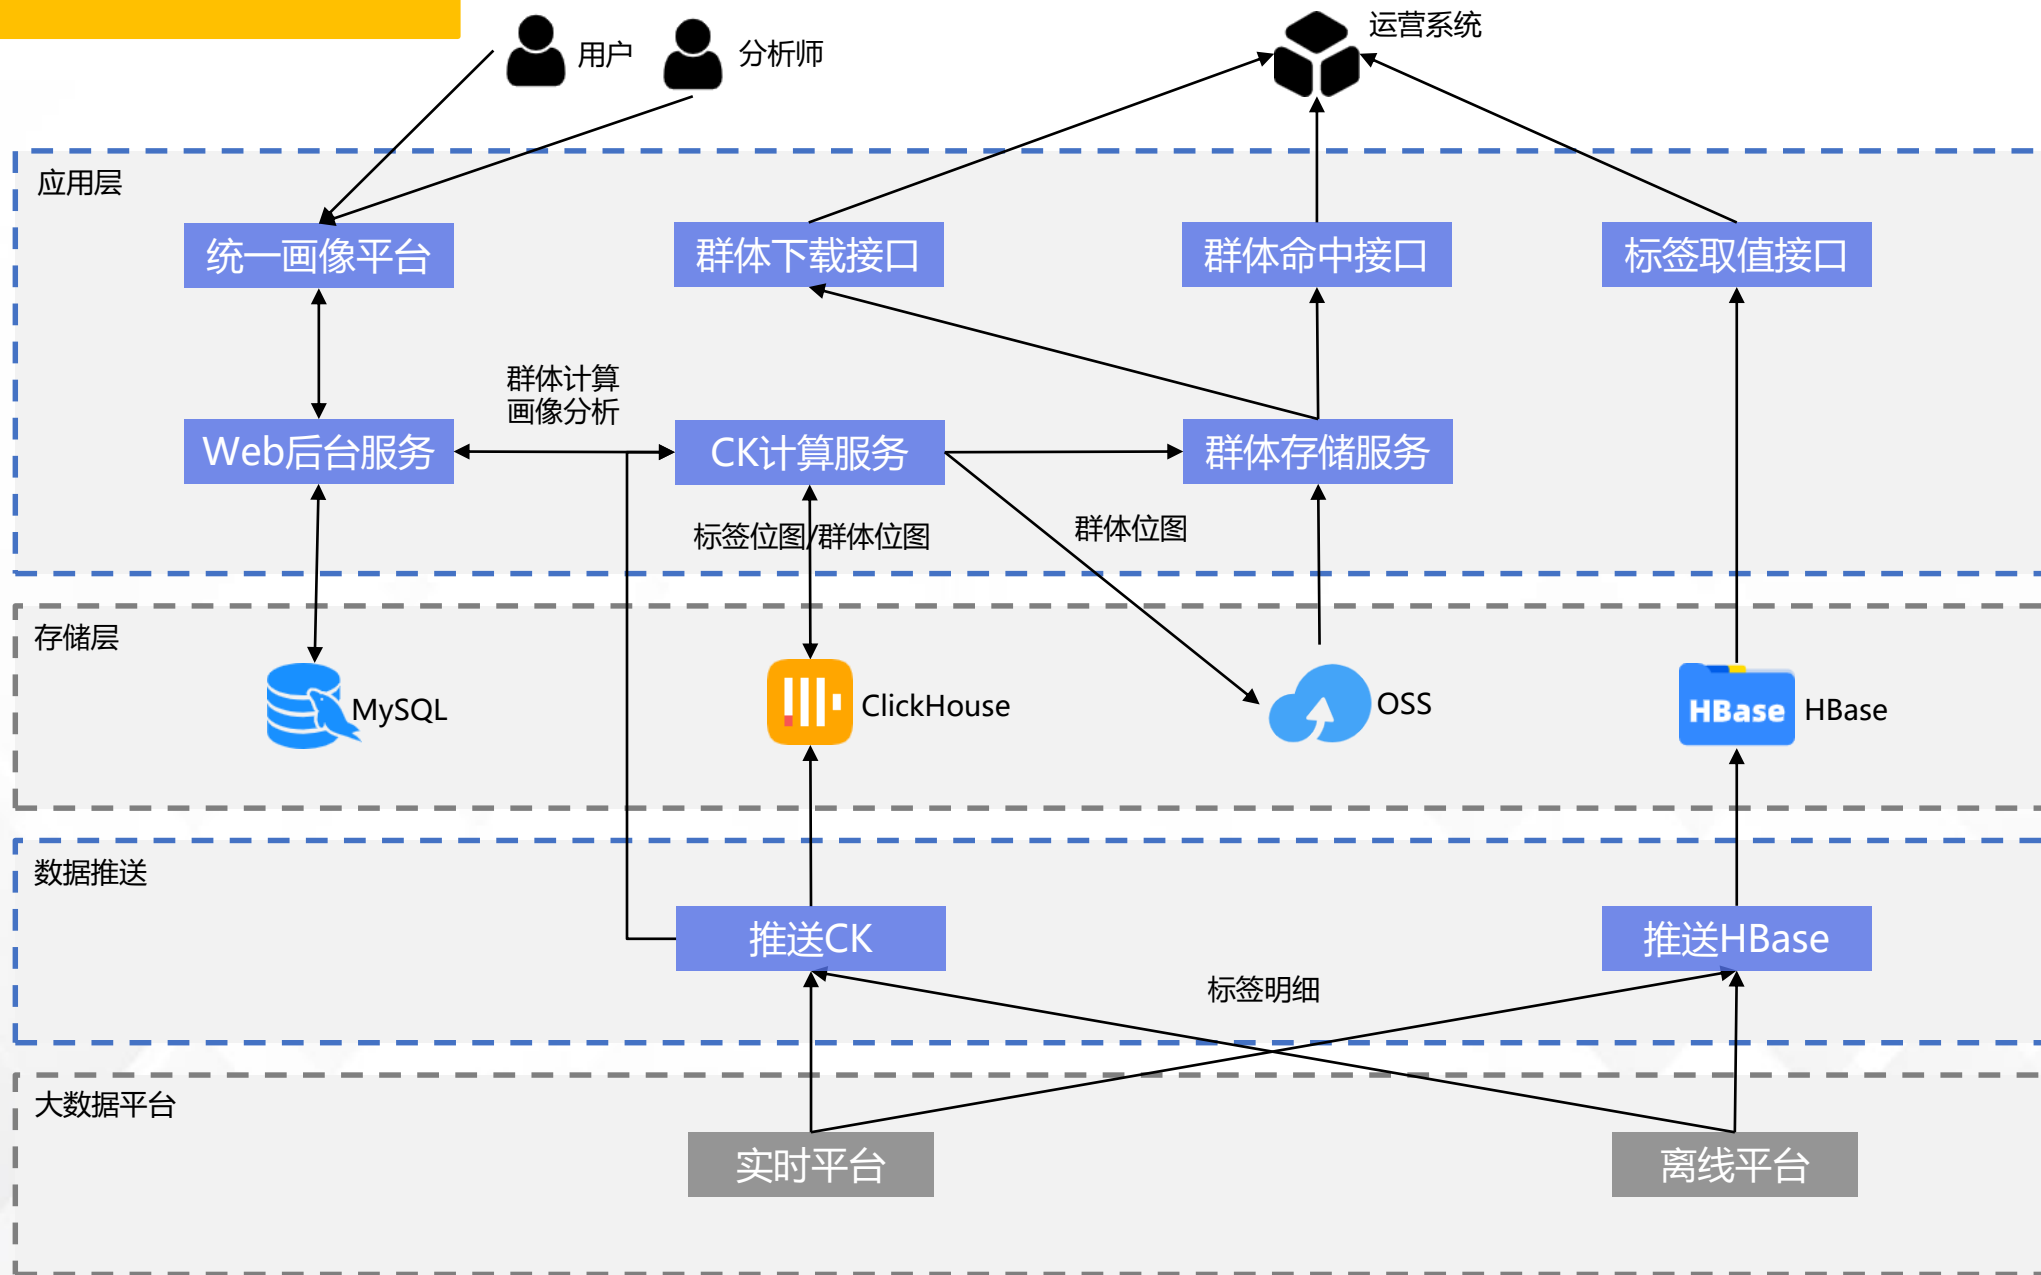 用户
分析师
运营系统
应用层
统一画像平台
群体下载接口
群体命中接口
标签取值接口
群体计算
画像分析
Web后台服务
CK计算服务
群体存储服务
标签位图/群体位图
群体位图
存储层
MySQL
ClickHouse
OSS
HBase
HBase
数据推送
推送CK
推送HBase
标签明细
大数据平台
实时平台
离线平台